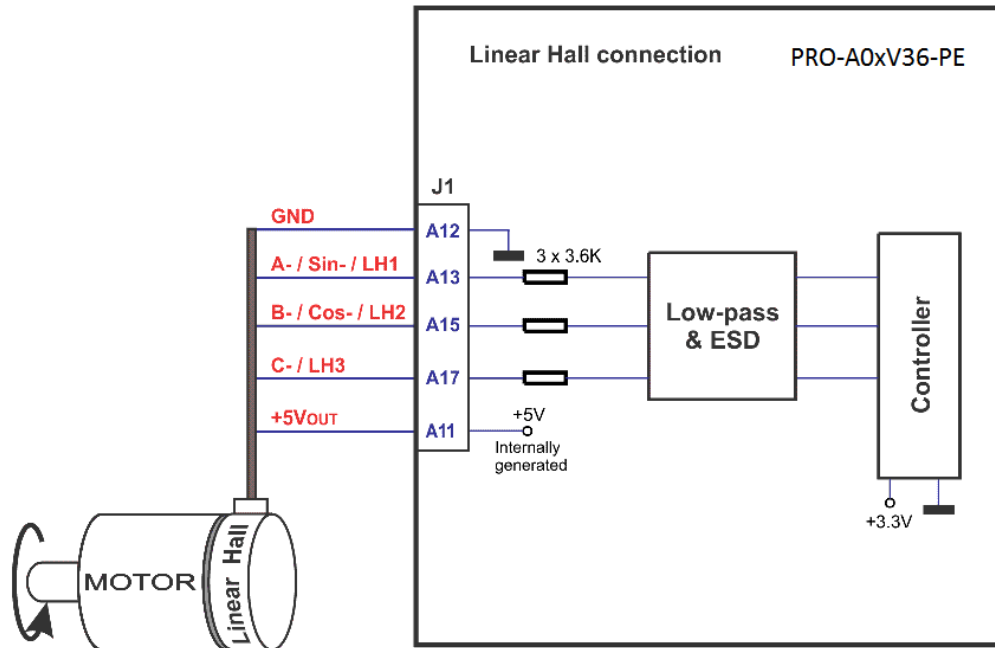 Linear Hall connection
PRO-A0xV36-PE
J1
GND
A12
3 x 3.6K
A- / Sin- / LH1
A13
B- / Cos- / LH2
A15
Low-pass
& ESD
C- / LH3
A17
Controller
+5VOUT
A11
+5V
Internally
generated
+3.3V
MOTOR
Linear Hall